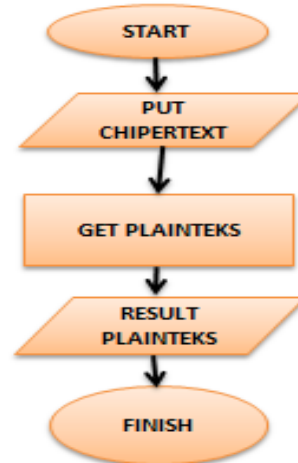 START
PUT
CHIPERTEXT
GET PLAINTEKS
RESULT
PLAINTEKS
FINISH